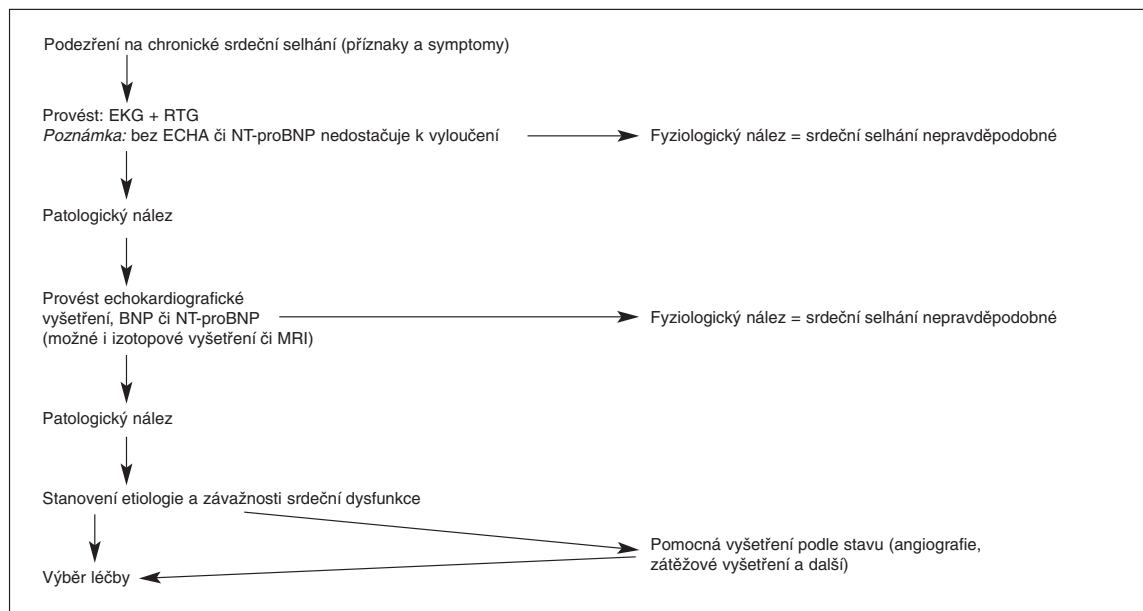 Podezření na chronické srdeční selhání (příznaky a symptomy)
Provést: EKG + RTG
Poznámka: bez ECHA či NT-proBNP nedostačuje k vyloučení
Fyziologický nález = srdeční selhání nepravděpodobné
Patologický nález
Provést echokardiografické
vyšetření, BNP či NT-proBNP
(možné i izotopové vyšetření či MRI)
Fyziologický nález = srdeční selhání nepravděpodobné
Patologický nález
Stanovení etiologie a závažnosti srdeční dysfunkce
Pomocná vyšetření podle stavu (angiografie,
zátěžové vyšetření a další)
Výběr léčby